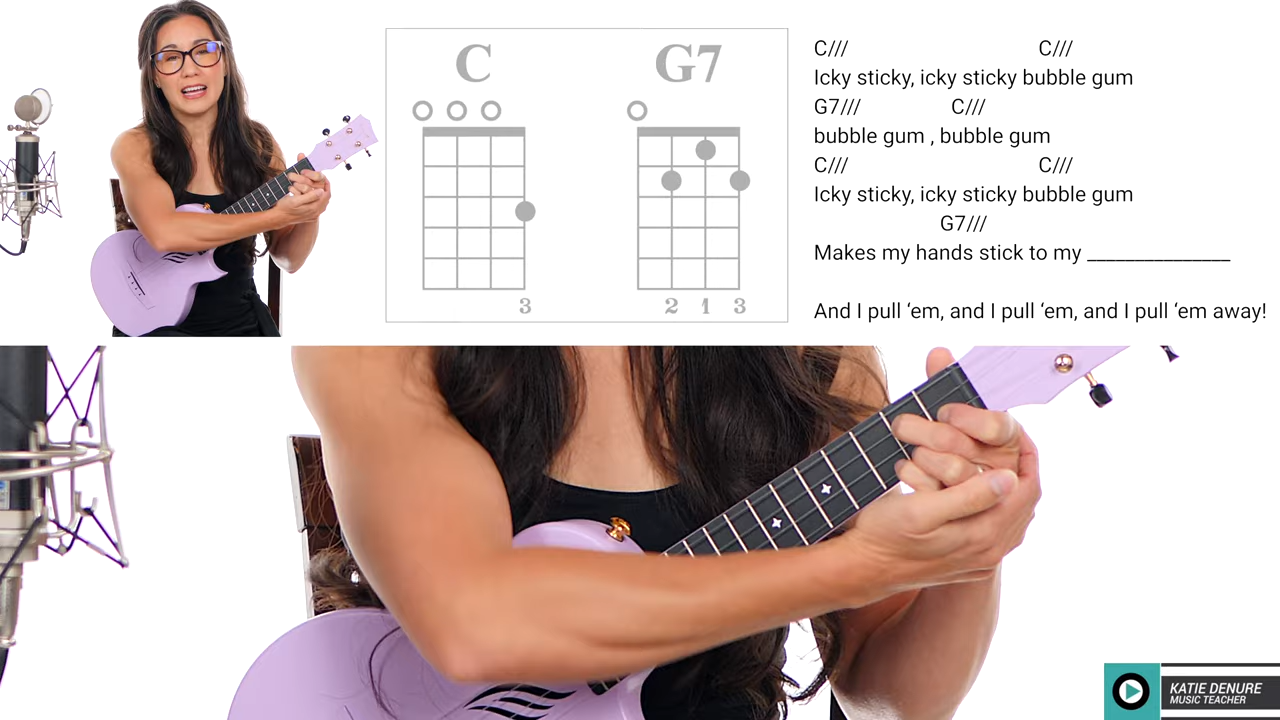 C
G7
3
2 1 3
C/// C///
Icky sticky, icky sticky bubble gum
G7/// C///
bubble gum , bubble gum
C/// C///
Icky sticky, icky sticky bubble gum
G7///
Makes my hands stick to my _______________
And I pull ‘em, and I pull ‘em, and I pull ‘em away!
KATIE DENURE
MUSIC TEACHER